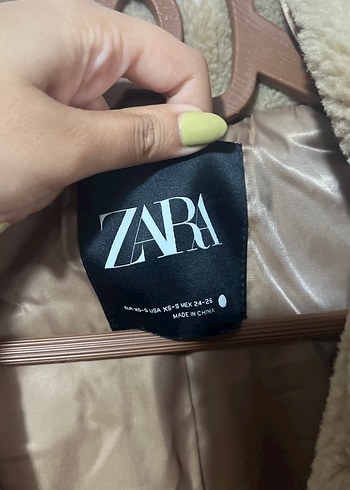 ZARA
EUR XS-S USA XS-S MEX 24-26
MADE IN CHINA